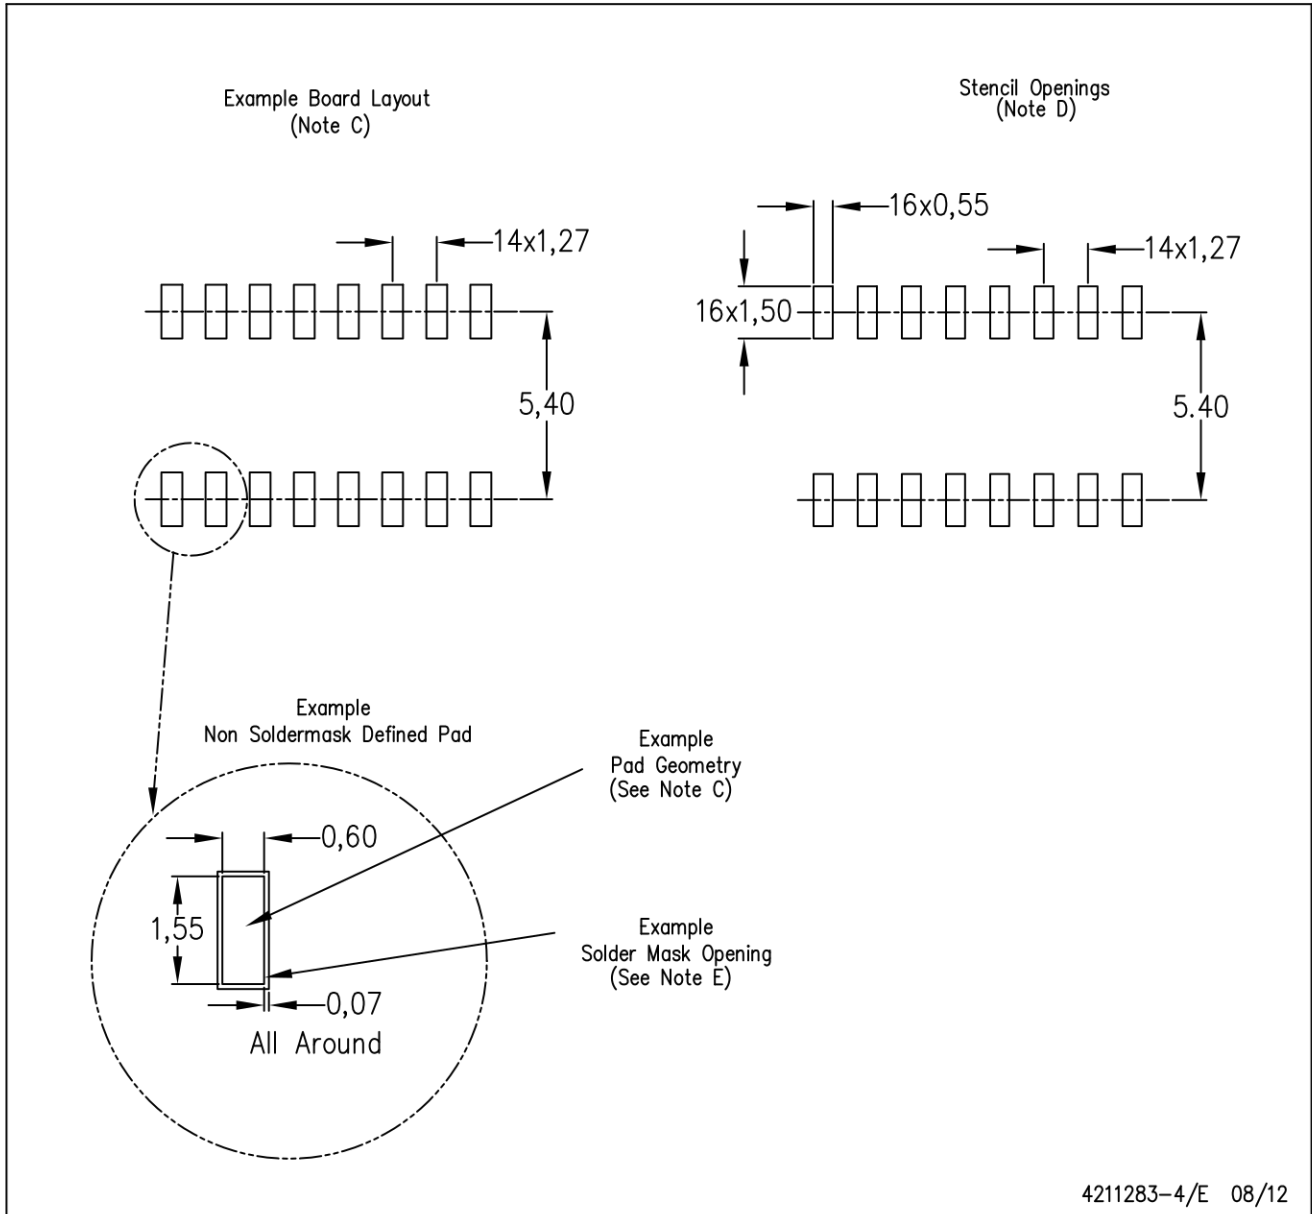 Example Board Layout
(Note C)
14x1,27
5,40
Stencil Openings
(Note D)
16x0,55
14x1,27
16x1,50
5.40
Example
Non Soldermask Defined Pad
0,60
1,55
0,07
All Around
Example
Pad Geometry
(See Note C)
Example
Solder Mask Opening
(See Note E)
4211283–4/E 08/12